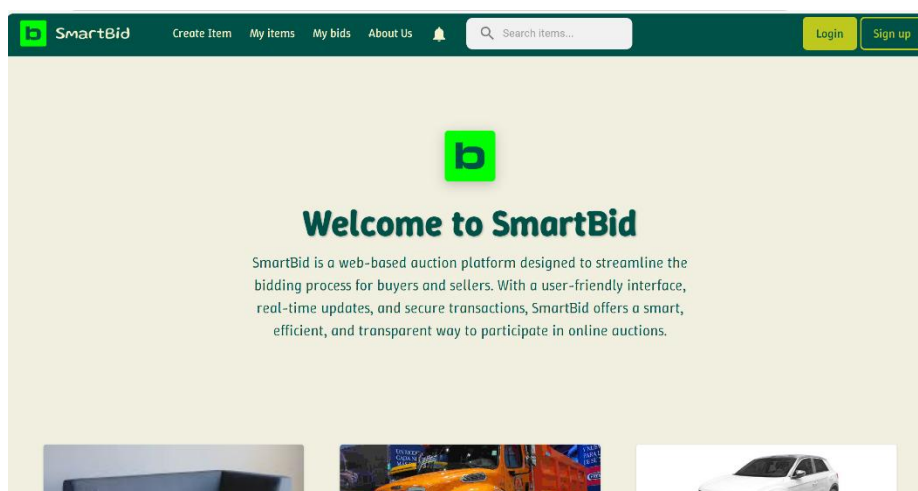 b SmartBid Create Item My items My bids About Us Search items... Login Sign up
b
Welcome to SmartBid
SmartBid is a web-based auction platform designed to streamline the
bidding process for buyers and sellers. With a user-friendly interface,
real-time updates, and secure transactions, SmartBid offers a smart,
efficient, and transparent way to participate in online auctions.